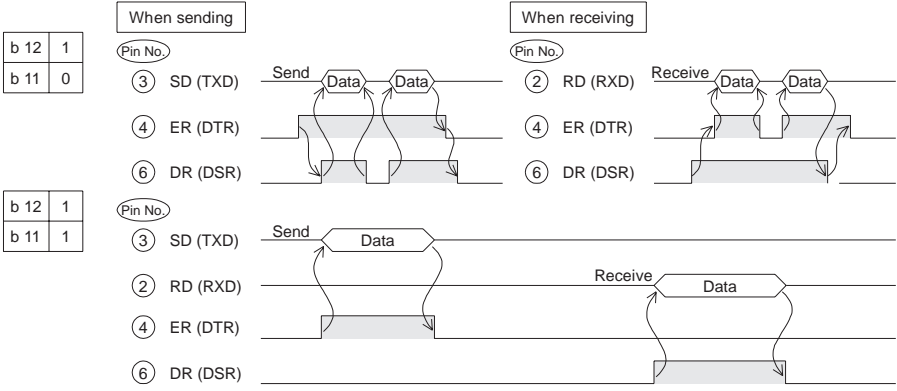 When sending
When receiving
b 12 1
b 11 0
Pin No.
Pin No.
3 SD (TXD) Send Data Data
2 RD (RXD) Receive Data Data
4 ER (DTR)
4 ER (DTR)
6 DR (DSR)
6 DR (DSR)
b 12 1
b 11 1
Pin No.
3 SD (TXD) Send Data
2 RD (RXD) Receive Data
4 ER (DTR)
6 DR (DSR)